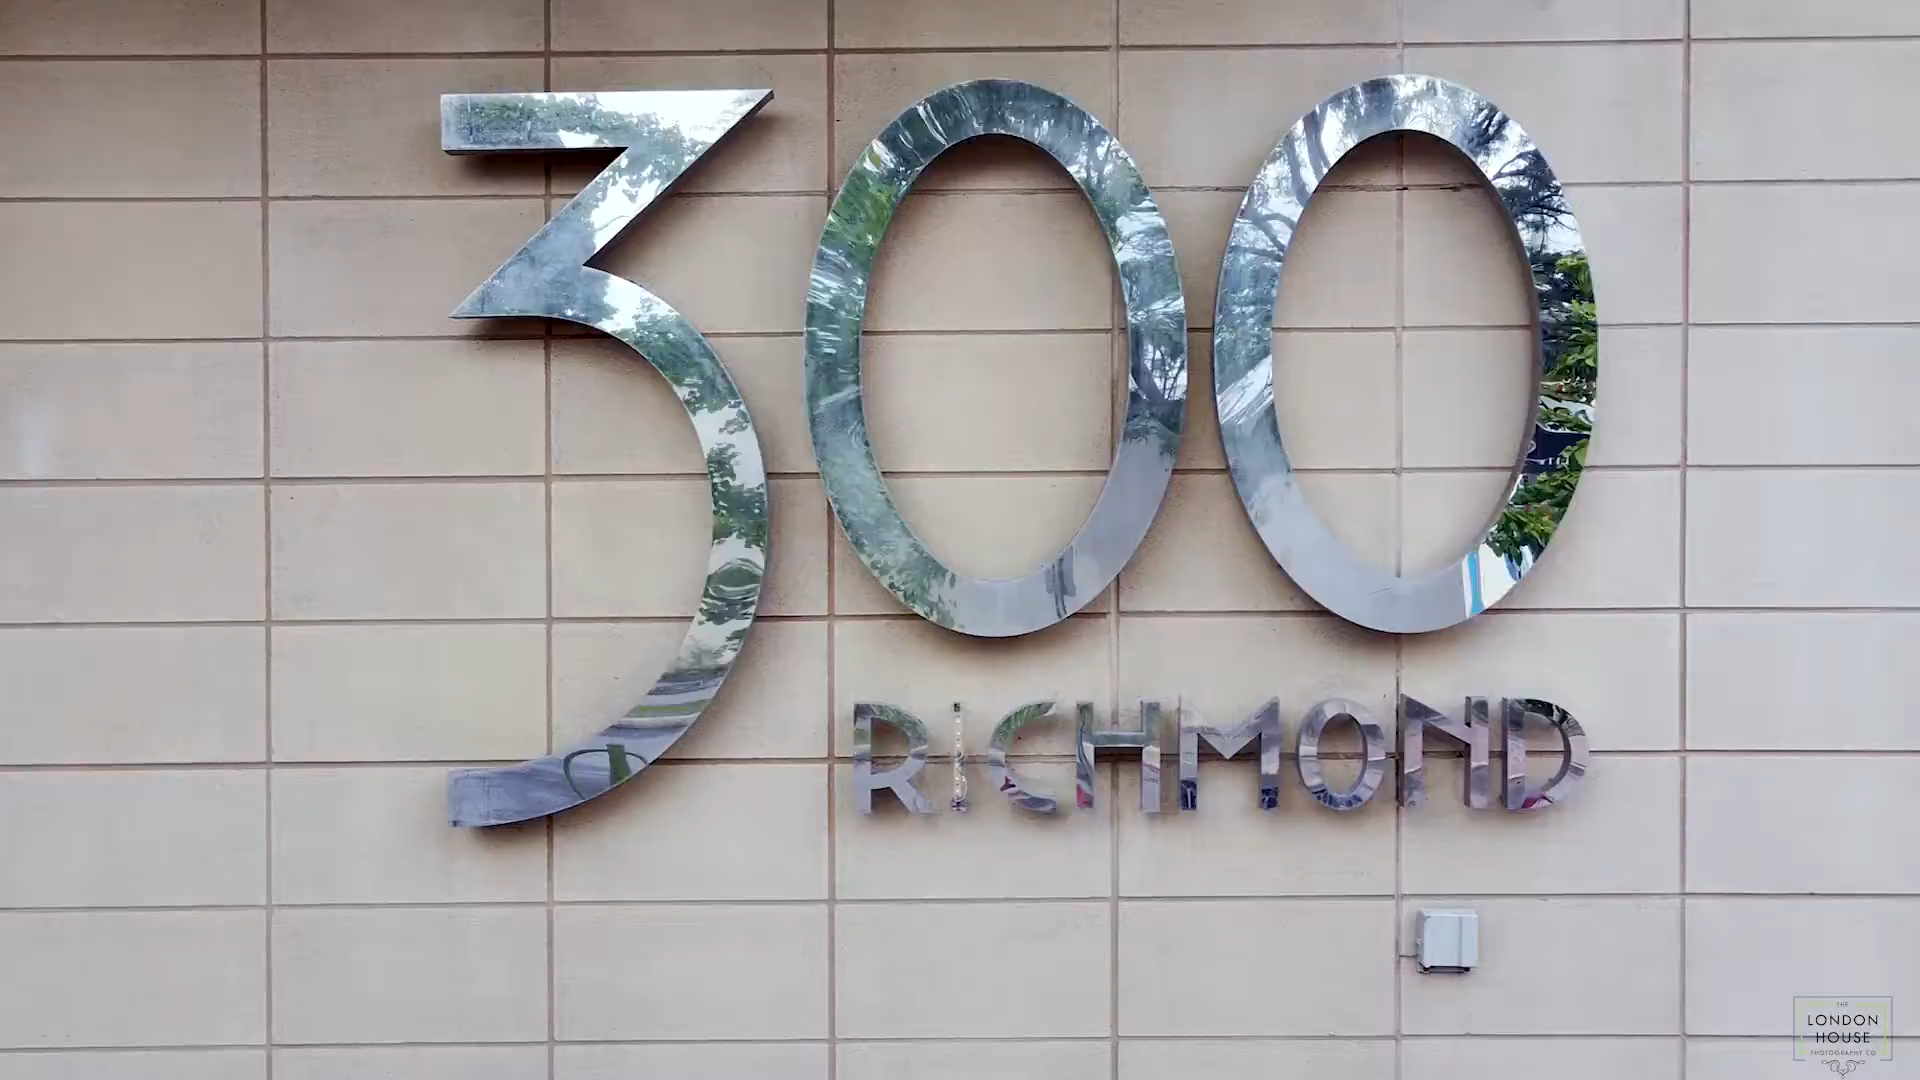 300
RICHMOND
THE
LONDON
HOUSE
PHOTOGRAPHY CO